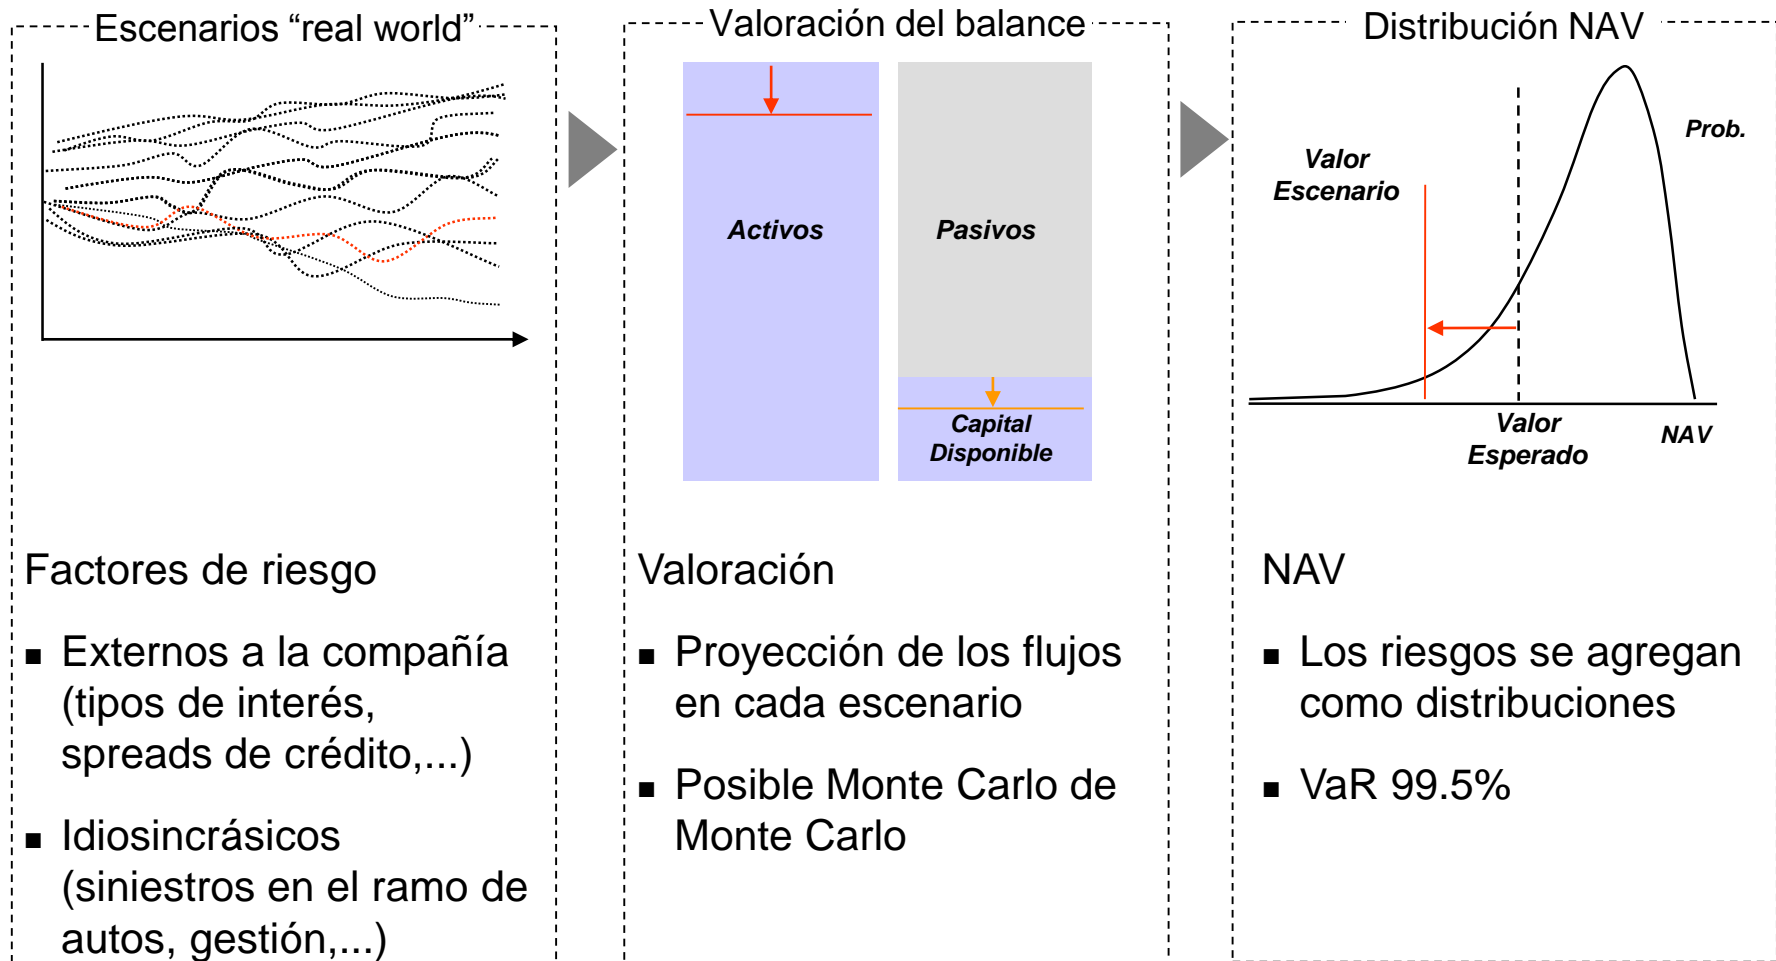 Escenarios “real world”
Factores de riesgo
■ Externos a la compañía
(tipos de interés,
spreads de crédito,...)
■ Idiosincrásicos
(siniestros en el ramo de
autos, gestión,...)
Valoración del balance
Activos
Pasivos
Capital
Disponible
Valoración
■ Proyección de los flujos
en cada escenario
■ Posible Monte Carlo de
Monte Carlo
Distribución NAV
Prob.
Valor
Escenario
Valor
Esperado
NAV
NAV
■ Los riesgos se agregan
como distribuciones
■ VaR 99.5%